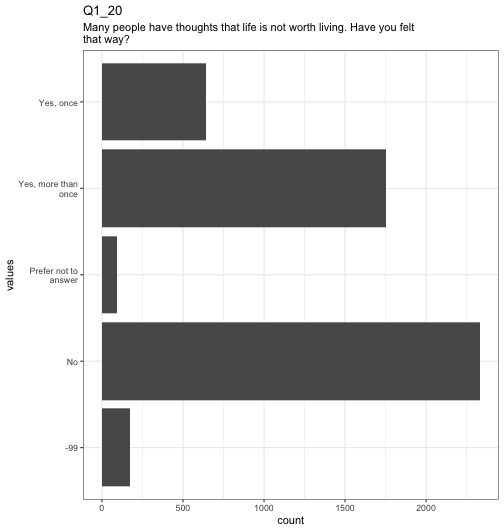 Q1_20
Many people have thoughts that life is not worth living. Have you felt
that way?
Yes, once
Yes, more than
once
Prefer not to
answer
No
-99
values
0 500 1000 1500 2000
count